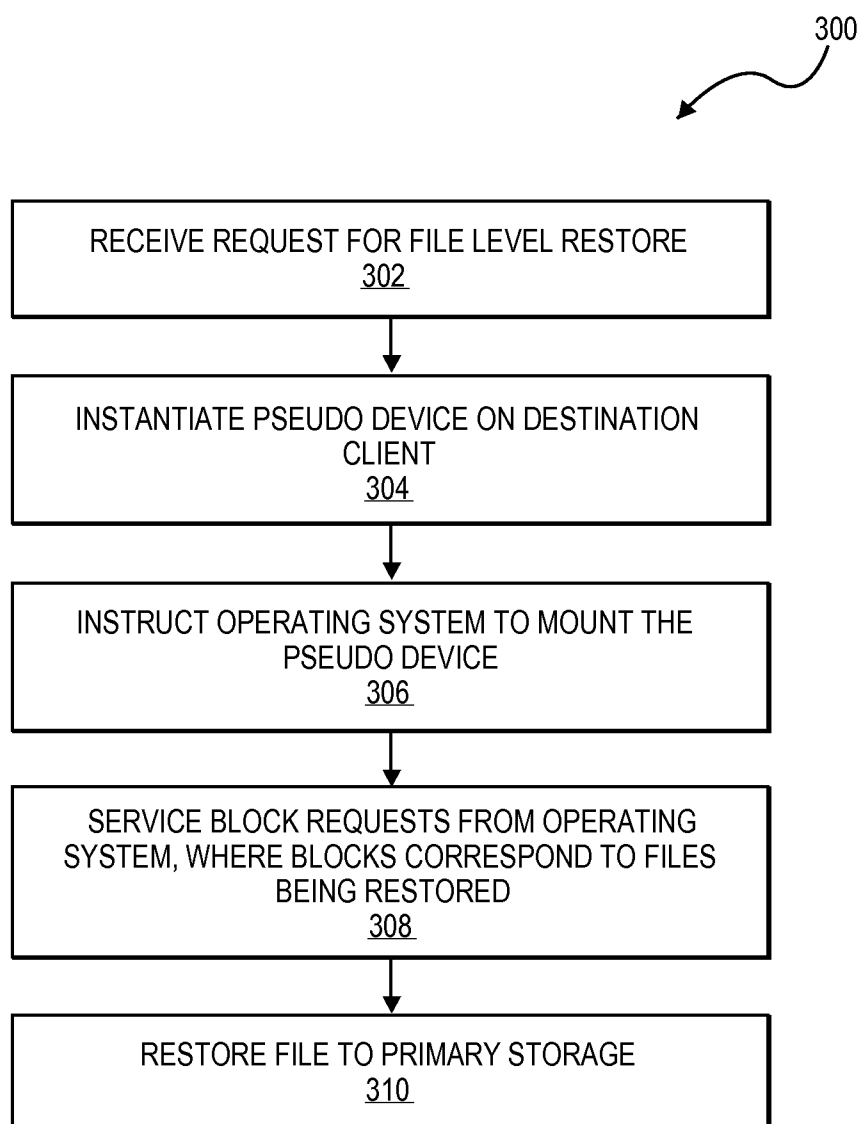 300
RECEIVE REQUEST FOR FILE LEVEL RESTORE
302
INSTANTIATE PSEUDO DEVICE ON DESTINATION
CLIENT
304
INSTRUCT OPERATING SYSTEM TO MOUNT THE
PSEUDO DEVICE
306
SERVICE BLOCK REQUESTS FROM OPERATING
SYSTEM, WHERE BLOCKS CORRESPOND TO FILES
BEING RESTORED
308
RESTORE FILE TO PRIMARY STORAGE
310